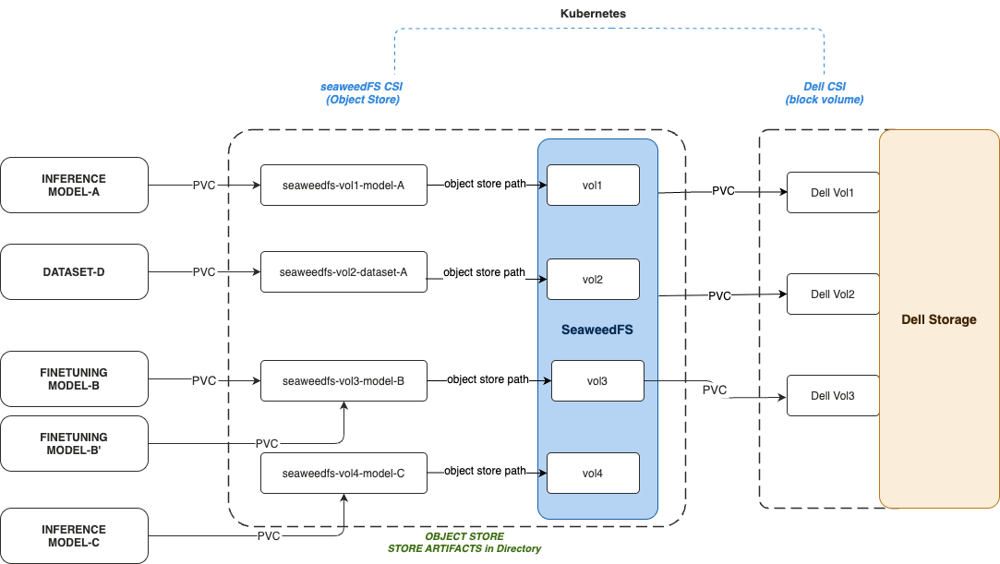 Kubernetes
seaweedFS CSI
(Object Store)
Dell CSI
(block volume)
INFERENCE
MODEL-A
PVC
seaweedfs-vol1-model-A
object store path
vol1
PVC
Dell Vol1
DATASET-D
PVC
seaweedfs-vol2-dataset-A
object store path
vol2
PVC
Dell Vol2
SeaweedFS
Dell Storage
FINETUNING
MODEL-B
PVC
seaweedfs-vol3-model-B
object store path
vol3
PVC
Dell Vol3
FINETUNING
MODEL-B'
PVC
seaweedfs-vol4-model-C
object store path
vol4
INFERENCE
MODEL-C
PVC
OBJECT STORE
STORE ARTIFACTS in Directory